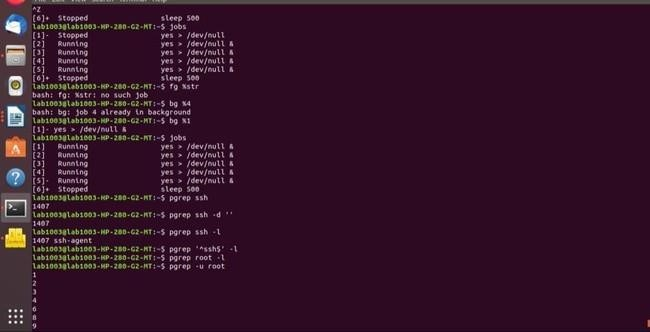 ^Z
[6]+  Stopped                 sleep 500
lab1003@lab1003-HP-280-G2-MT:~$ jobs
[1]-  Stopped                 yes > /dev/null
[2]   Running                 yes > /dev/null &
[3]   Running                 yes > /dev/null &
[4]   Running                 yes > /dev/null &
[5]   Running                 yes > /dev/null &
[6]+  Stopped                 sleep 500
lab1003@lab1003-HP-280-G2-MT:~$ fg %str
bash: fg: %str: no such job
lab1003@lab1003-HP-280-G2-MT:~$ bg %4
bash: bg: job 4 already in background
lab1003@lab1003-HP-280-G2-MT:~$ bg %1
[1]- yes > /dev/null &
lab1003@lab1003-HP-280-G2-MT:~$ jobs
[1]   Running                 yes > /dev/null &
[2]   Running                 yes > /dev/null &
[3]   Running                 yes > /dev/null &
[4]   Running                 yes > /dev/null &
[5]-  Running                 yes > /dev/null &
[6]+  Stopped                 sleep 500
lab1003@lab1003-HP-280-G2-MT:~$ pgrep ssh
1407
lab1003@lab1003-HP-280-G2-MT:~$ pgrep ssh -d ''
1407
lab1003@lab1003-HP-280-G2-MT:~$ pgrep ssh -l
1407 ssh-agent
lab1003@lab1003-HP-280-G2-MT:~$ pgrep '^ssh$' -l
lab1003@lab1003-HP-280-G2-MT:~$ pgrep root -l
lab1003@lab1003-HP-280-G2-MT:~$ pgrep -u root
1
2
3
4
6
8
9